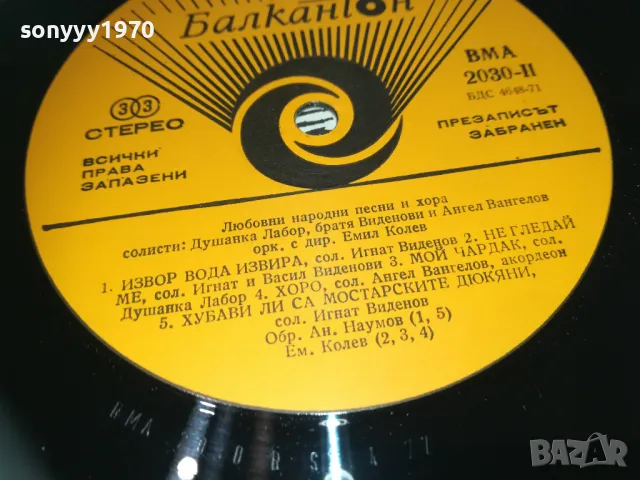 sonyyy1970
Балкантон
ВМА
2030-II
БДС 4648-71
33
СТЕРЕО
ПРЕЗАПИСЪТ
ЗАБРАНЕН
ВСИЧКИ
ПРАВА
ЗАПАЗЕНИ
Любовни народни песни и хора
солисти: Душанка Лабор, братя Виденови и Ангел Вангелов
орк. с дир. Емил Колев
1. ИЗВОР ВОДА ИЗВИРА, сол. Игнат Виденов 2. НЕ ГЛЕДАЙ
МЕ, сол. Игнат и Васил Виденови 3. МОЙ ЧАРДАК, сол.
Душанка Лабор 4. ХОРО, сол. Ангел Вангелов, акордеон
5. ХУБАВИ ЛИ СА МОСТАРСКИТЕ ДЮКЯНИ,
сол. Игнат Виденов
Обр. Ан. Наумов (1, 5)
Ем. Колев (2, 3, 4)
ВМА
BAZAR